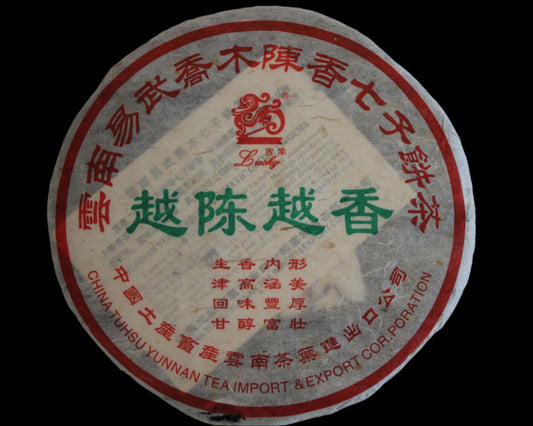 雲南易武喬木陳香七子餅茶
®
吉幸
Lucky
越陈越香
生香内形
津高涵美
回味豐厚
甘醇富壯
中國土產畜產雲南茶葉進出口公司
CHINA TUHSU YUNNAN TEA IMPORT & EXPORT CORPORATION